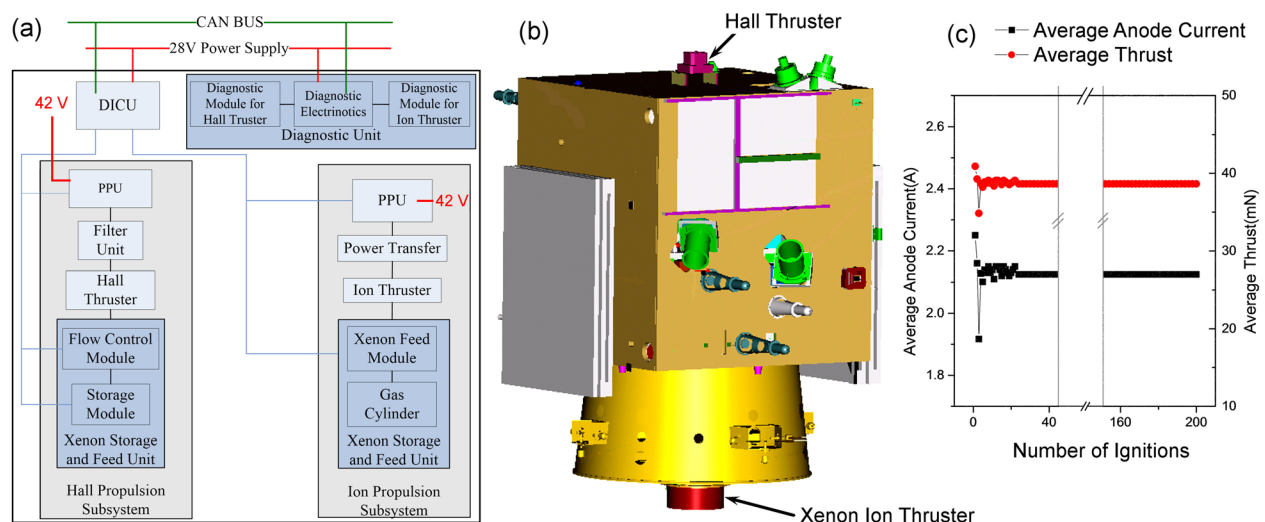 (a)
CAN BUS
28V Power Supply
42 V
DICU
Diagnostic
Module for
Hall Truster
Diagnostic
Electrinotics
Diagnostic
Module for
Ion Thruster
Diagnostic Unit
PPU
Filter
Unit
Hall
Thruster
Flow Control
Module
Storage
Module
Xenon Storage
and Feed Unit
Hall Propulsion
Subsystem
PPU
42 V
Power Transfer
Ion Thruster
Xenon Feed
Module
Gas
Cylinder
Xenon Storage
and Feed Unit
Ion Propulsion
Subsystem
(b)
Hall Thruster
Xenon Ion Thruster
(c)
Average Anode Current
Average Thrust
Average Anode Current(A)
2.6
2.4
2.2
2.0
1.8
50
40
30
20
10
Average Thrust(mN)
0
40
160
200
Number of Ignitions